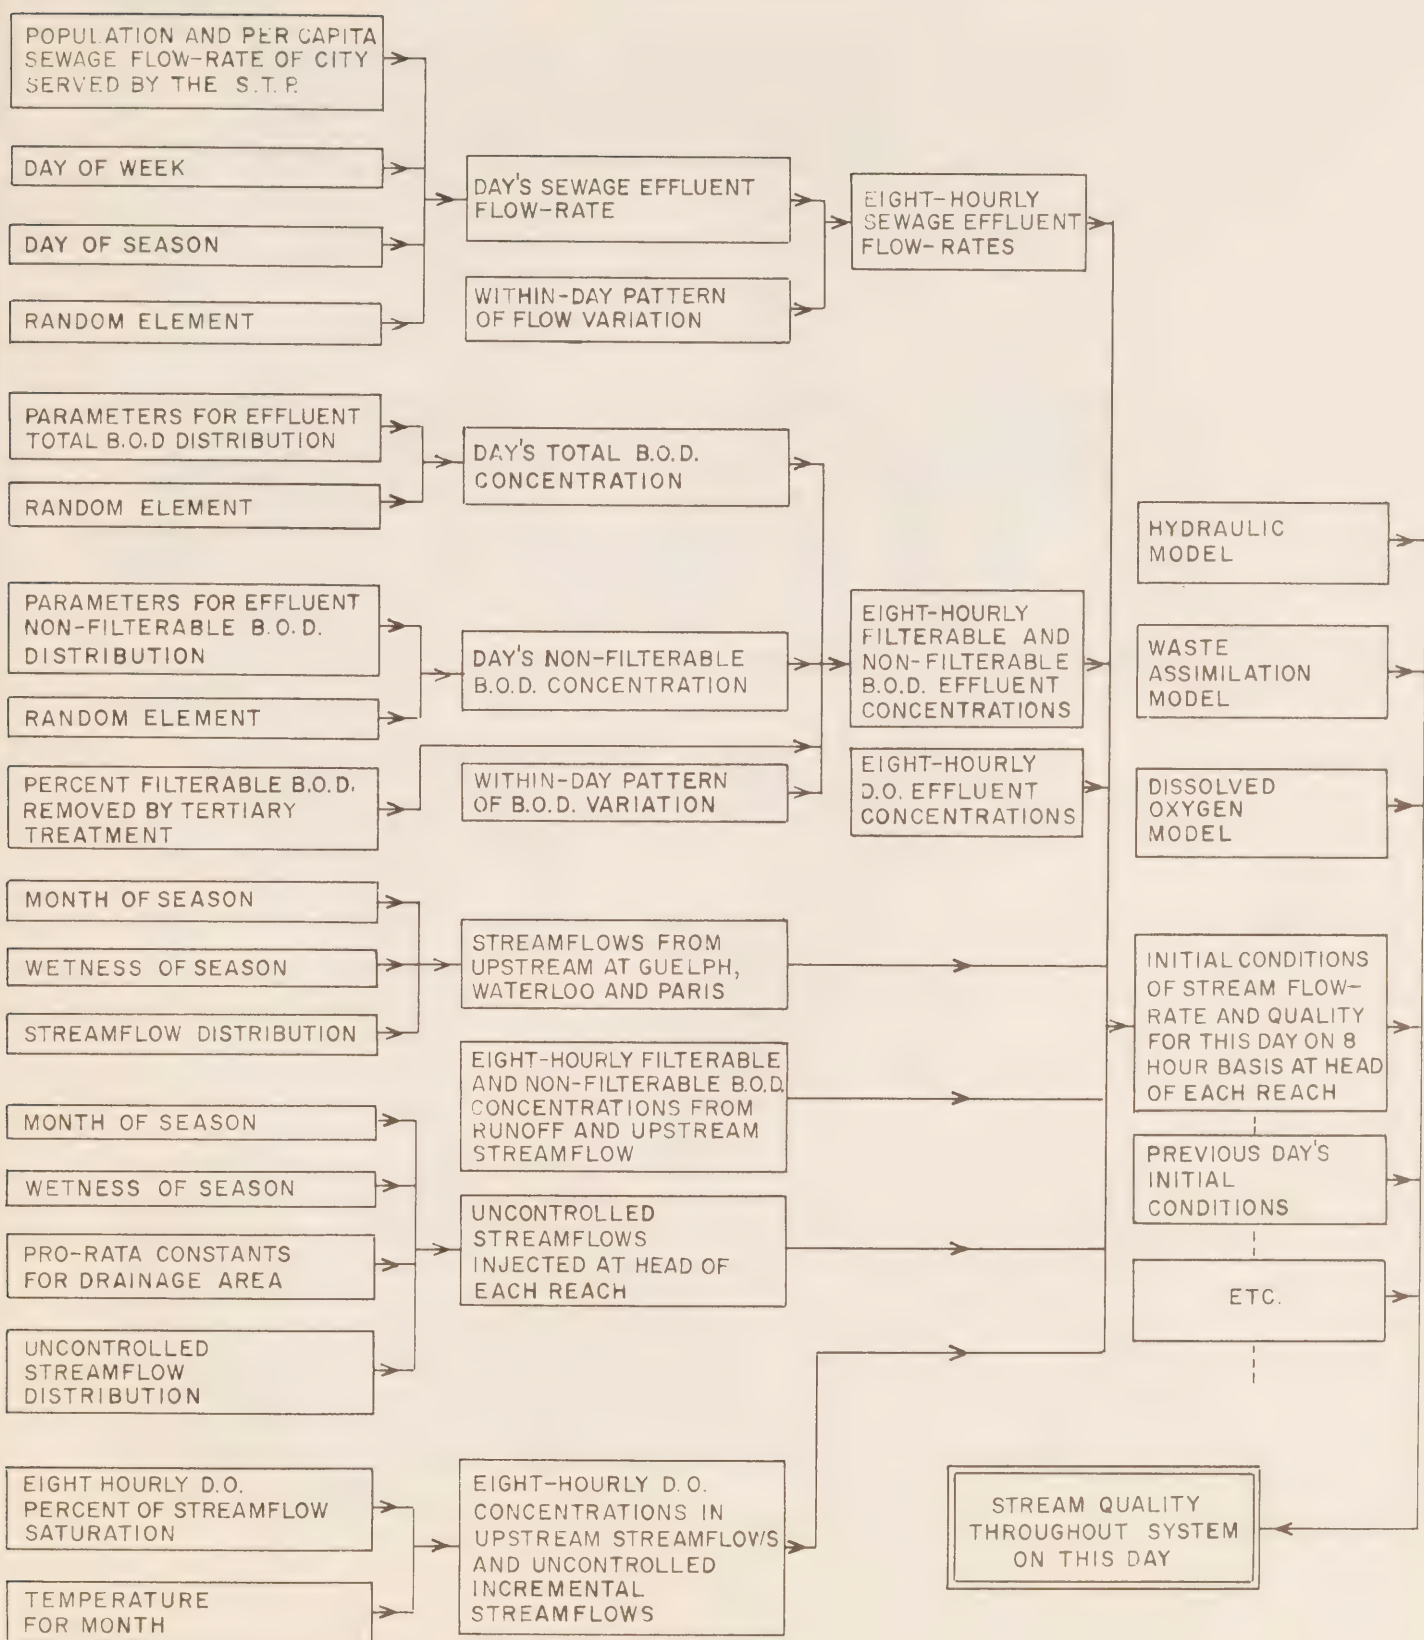 POPULATION AND PER CAPITA
SEWAGE FLOW-RATE OF CITY
SERVED BY THE S.T.P.
DAY OF WEEK
DAY OF SEASON
RANDOM ELEMENT
DAY'S SEWAGE EFFLUENT
FLOW-RATE
WITHIN-DAY PATTERN
OF FLOW VARIATION
EIGHT-HOURLY
SEWAGE EFFLUENT
FLOW-RATES
PARAMETERS FOR EFFLUENT
TOTAL B.O.D DISTRIBUTION
RANDOM ELEMENT
DAY'S TOTAL B.O.D.
CONCENTRATION
PARAMETERS FOR EFFLUENT
NON-FILTERABLE B.O.D.
DISTRIBUTION
RANDOM ELEMENT
DAY'S NON-FILTERABLE
B.O.D. CONCENTRATION
PERCENT FILTERABLE B.O.D.
REMOVED BY TERTIARY
TREATMENT
WITHIN-DAY PATTERN
OF B.O.D. VARIATION
EIGHT-HOURLY
FILTERABLE AND
NON-FILTERABLE
B.O.D. EFFLUENT
CONCENTRATIONS
EIGHT-HOURLY
D.O. EFFLUENT
CONCENTRATIONS
MONTH OF SEASON
WETNESS OF SEASON
STREAMFLOW DISTRIBUTION
STREAMFLOWS FROM
UPSTREAM AT GUELPH,
WATERLOO AND PARIS
EIGHT-HOURLY FILTERABLE
AND NON-FILTERABLE B.O.D.
CONCENTRATIONS FROM
RUNOFF AND UPSTREAM
STREAMFLOW
MONTH OF SEASON
WETNESS OF SEASON
PRO-RATA CONSTANTS
FOR DRAINAGE AREA
UNCONTROLLED
STREAMFLOW
DISTRIBUTION
UNCONTROLLED
STREAMFLOWS
INJECTED AT HEAD OF
EACH REACH
EIGHT HOURLY D.O.
PERCENT OF STREAMFLOW
SATURATION
TEMPERATURE
FOR MONTH
EIGHT-HOURLY D.O.
CONCENTRATIONS IN
UPSTREAM STREAMFLOWS
AND UNCONTROLLED
INCREMENTAL
STREAMFLOWS
HYDRAULIC
MODEL
WASTE
ASSIMILATION
MODEL
DISSOLVED
OXYGEN
MODEL
INITIAL CONDITIONS
OF STREAM FLOW-
RATE AND QUALITY
FOR THIS DAY ON 8
HOUR BASIS AT HEAD
OF EACH REACH
PREVIOUS DAY'S
INITIAL
CONDITIONS
ETC.
STREAM QUALITY
THROUGHOUT SYSTEM
ON THIS DAY